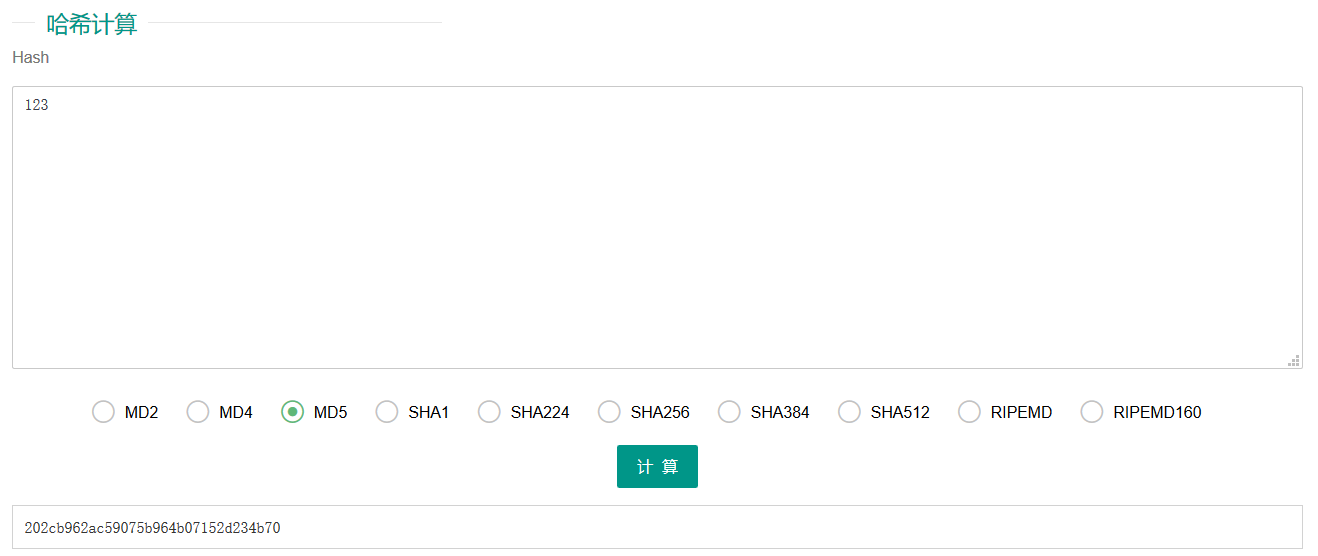 哈希计算
Hash
123
MD2 MD4 MD5 SHA1 SHA224 SHA256 SHA384 SHA512 RIPEMD RIPEMD160
计 算
202cb962ac59075b964b07152d234b70